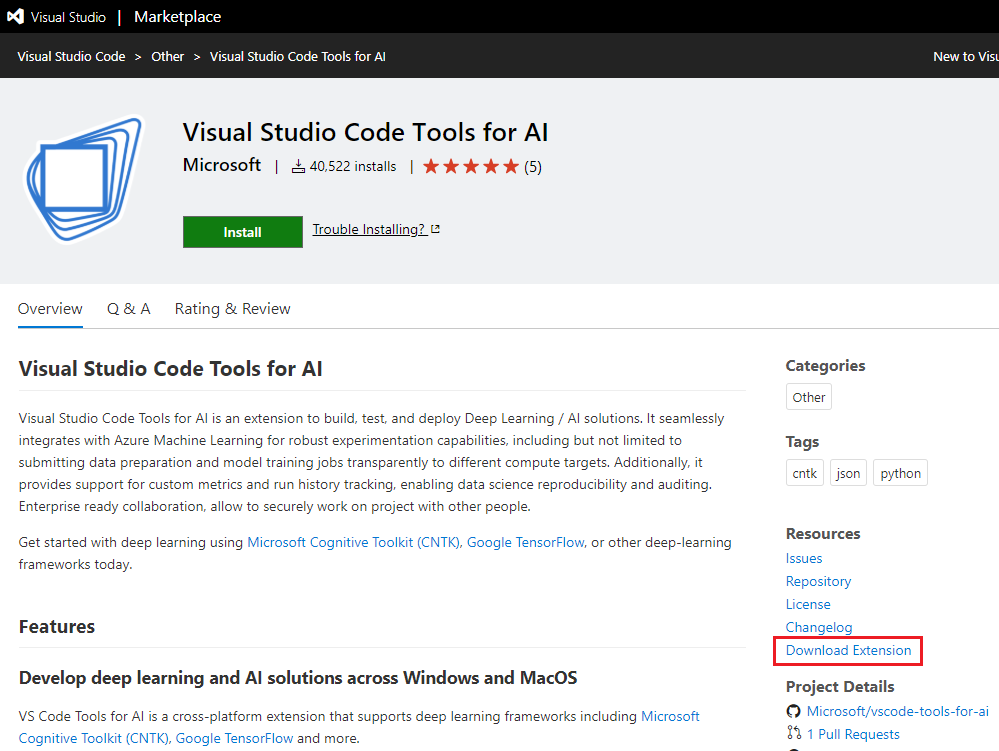 Visual Studio | Marketplace
Visual Studio Code > Other > Visual Studio Code Tools for AI
New to Visu
Visual Studio Code Tools for AI
Microsoft | 40,522 installs | (5)
Install Trouble Installing?
Overview Q & A Rating & Review
Visual Studio Code Tools for AI
Visual Studio Code Tools for AI is an extension to build, test, and deploy Deep Learning / AI solutions. It seamlessly
integrates with Azure Machine Learning for robust experimentation capabilities, including but not limited to
submitting data preparation and model training jobs transparently to different compute targets. Additionally, it
provides support for custom metrics and run history tracking, enabling data science reproducibility and auditing.
Enterprise ready collaboration, allow to securely work on project with other people.
Get started with deep learning using Microsoft Cognitive Toolkit (CNTK), Google TensorFlow, or other deep-learning
frameworks today.
Features
Develop deep learning and AI solutions across Windows and MacOS
VS Code Tools for AI is a cross-platform extension that supports deep learning frameworks including Microsoft
Cognitive Toolkit (CNTK), Google TensorFlow and more.
Categories
Other
Tags
cntk json python
Resources
Issues
Repository
License
Changelog
Download Extension
Project Details
Microsoft/vscode-tools-for-ai
1 Pull Requests